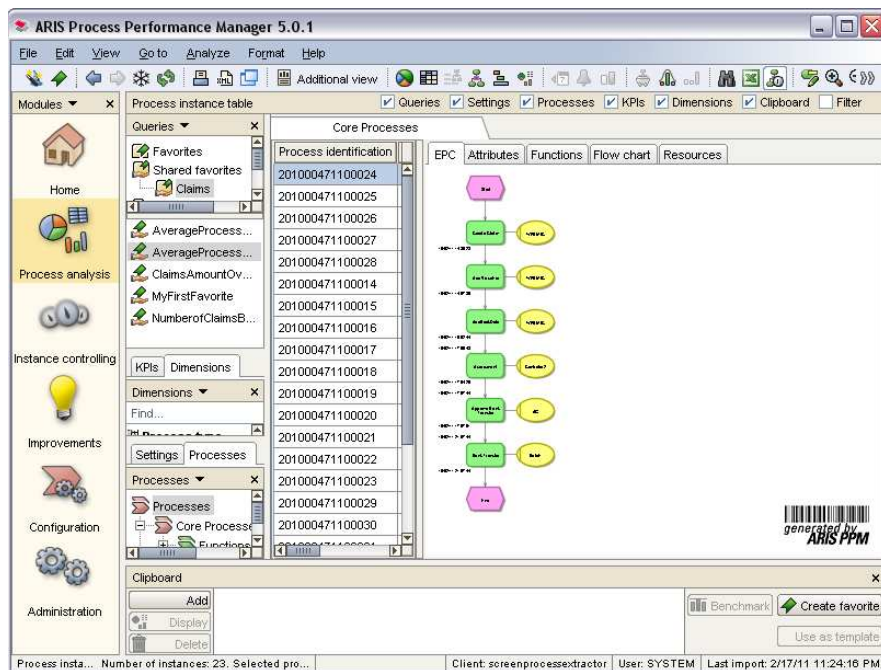 ARIS Process Performance Manager 5.0.1
File Edit View Go to Analyze Format Help
Additional view
Modules
Process instance table
Queries Settings Processes KPIs Dimensions Clipboard Filter
Home
Process analysis
Instance controlling
Improvements
Configuration
Administration
Queries
Favorites
Shared favorites
Claims
AverageProcess...
AverageProcess...
ClaimsAmountOv...
MyFirstFavorite
NumberofClaimsB...
KPIs Dimensions
Dimensions
Find...
Process type
Settings Processes
Processes
Processes
Core Processe
Functions
Core Processes
Process identification
201000471100024
201000471100025
201000471100026
201000471100027
201000471100028
201000471100014
201000471100015
201000471100016
201000471100017
201000471100018
201000471100019
201000471100020
201000471100021
201000471100022
201000471100023
201000471100029
201000471100030
EPC Attributes Functions Flow chart Resources
generated by
ARIS PPM
Clipboard
Add
Display
Delete
Benchmark
Create favorite
Use as template
Process insta... Number of instances: 23. Selected pro... Client: screenprocessextractor User: SYSTEM Last import: 2/17/11 11:24:16 PM